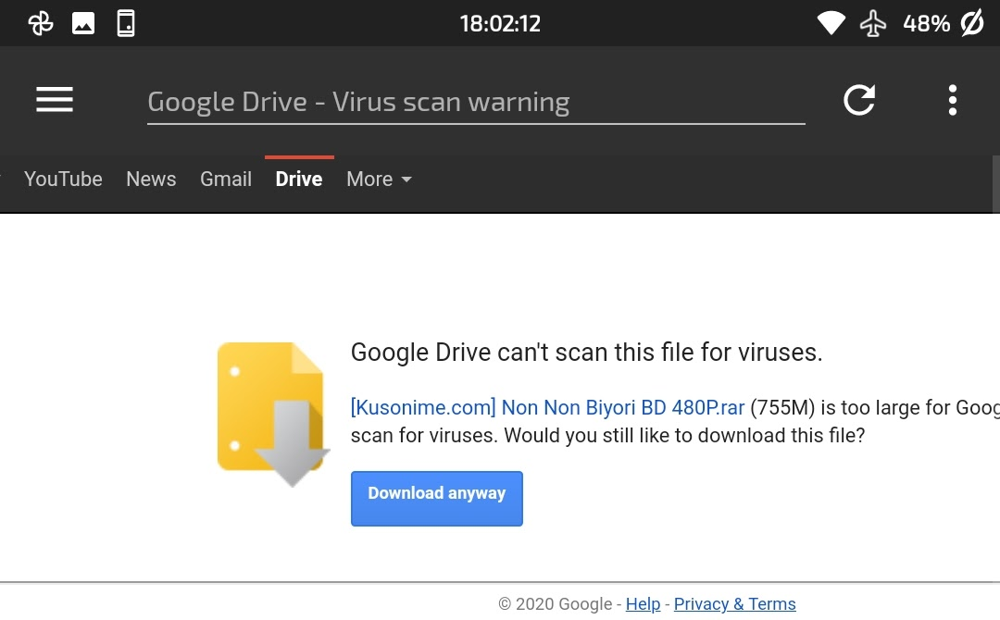 18:02:12
48%
Google Drive - Virus scan warning
YouTube News Gmail Drive More
Google Drive can't scan this file for viruses.
[Kusonime.com] Non Non Biyori BD 480P.rar (755M) is too large for Goog
scan for viruses. Would you still like to download this file?
Download anyway
© 2020 Google - Help - Privacy & Terms